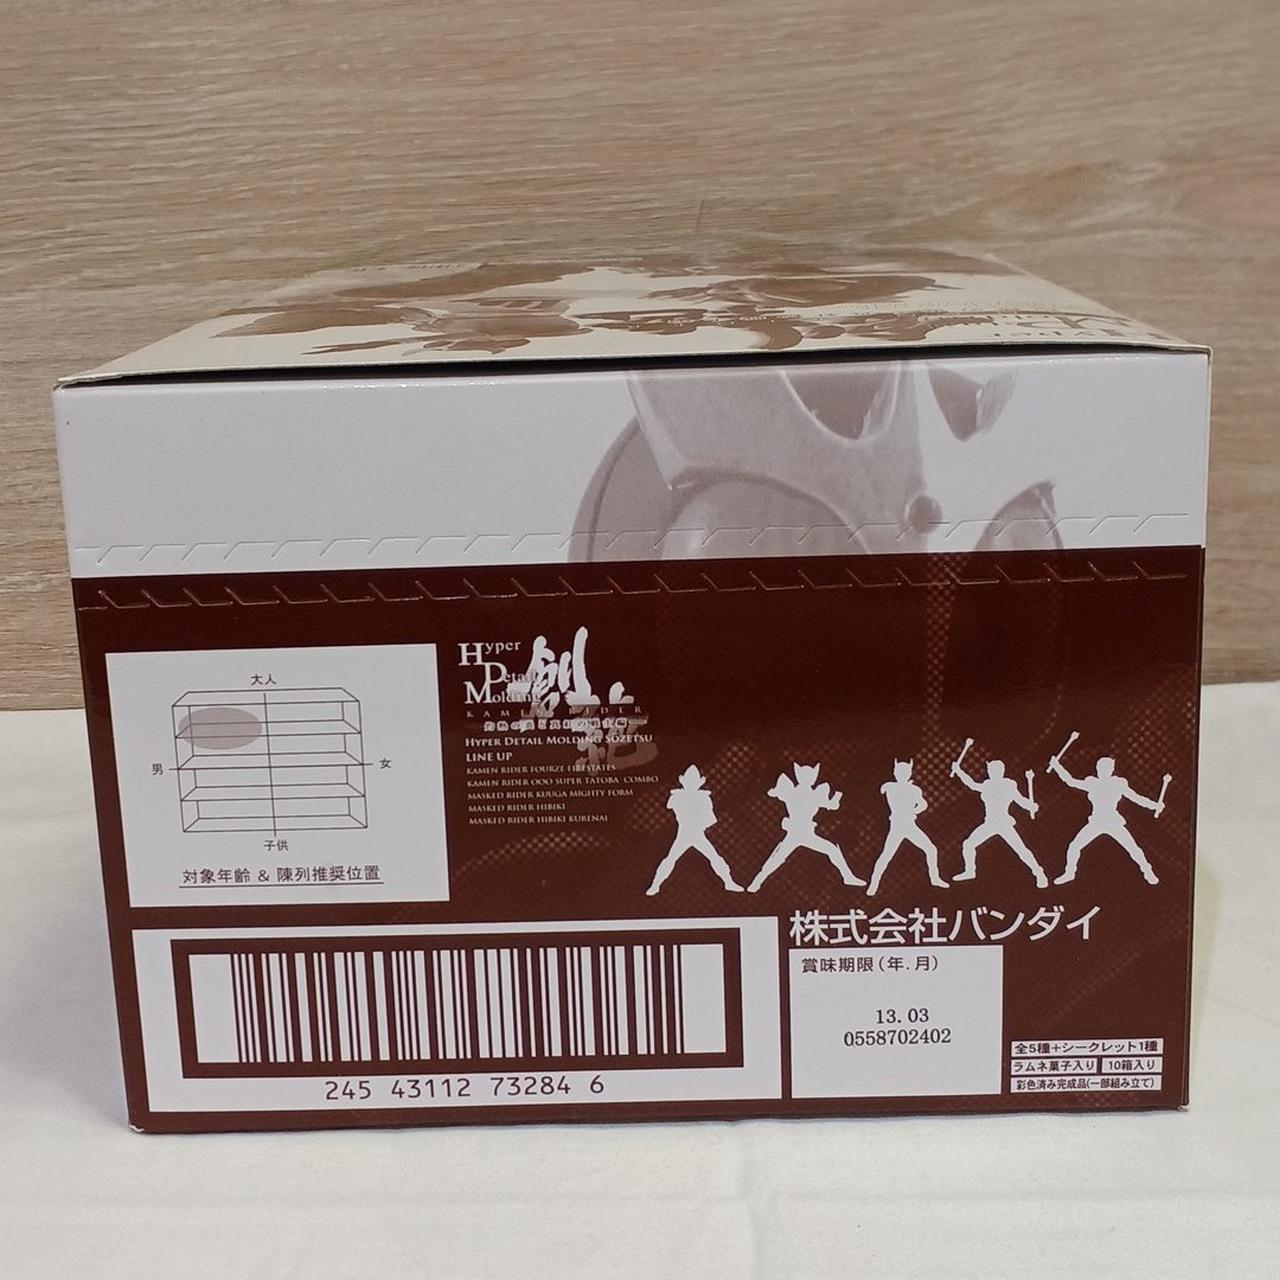 大人
男
女
子供
対象年齢 & 陳列推奨位置
Hyper
Detail
Molding
創絶
KAMEN RIDER
HYPER DETAIL MOLDING SOZETSU
LINE UP
KAMEN RIDER FOURZE FIRESTATES
KAMEN RIDER OOO SUPER TATOBA COMBO
MASKED RIDER KUUGA MIGHTY FORM
MASKED RIDER HIBIKI
MASKED RIDER HIBIKI KURENAI
株式会社バンダイ
賞味期限(年.月)
13.03
0558702402
全5種+シークレット1種
ラムネ菓子入り 10箱入り
彩色済み完成品(一部組み立て)
245 43112 73284 6